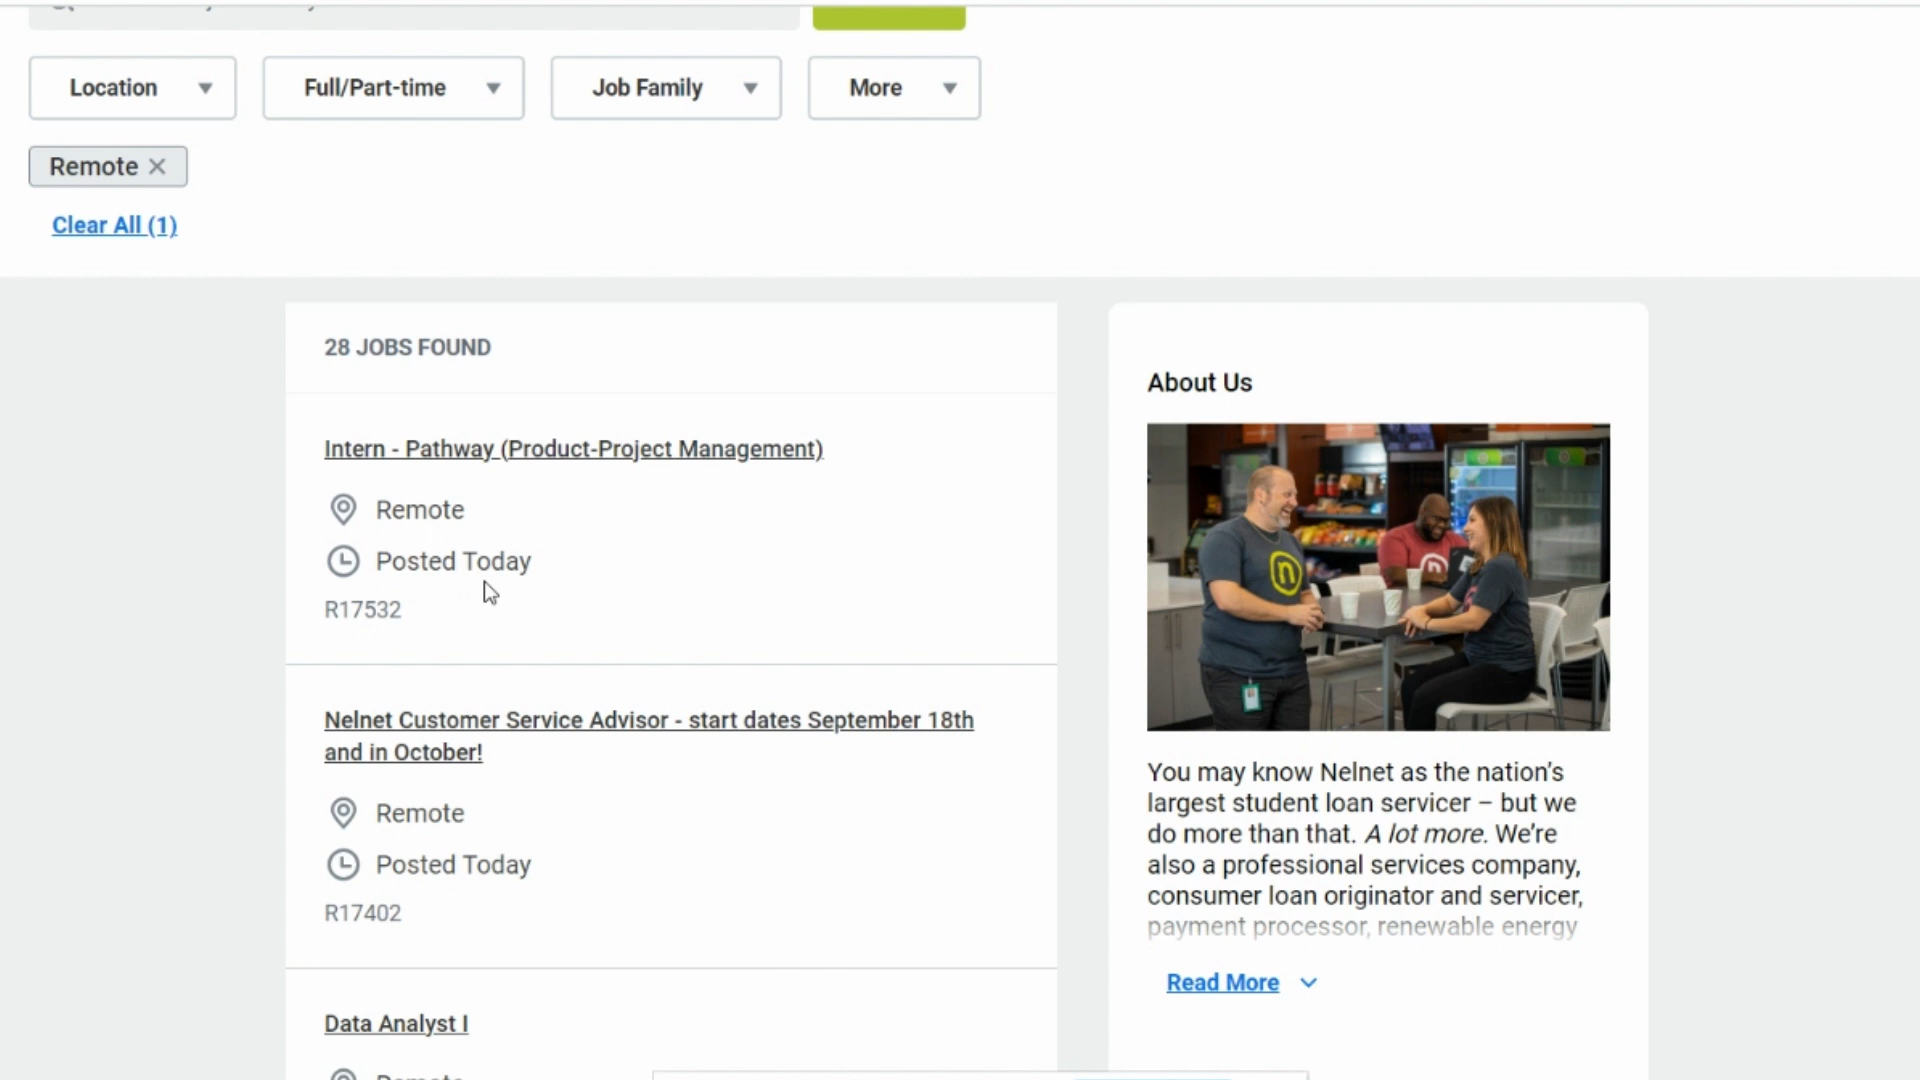 Location
Full/Part-time
Job Family
More
Remote
Clear All (1)
28 JOBS FOUND
Intern - Pathway (Product-Project Management)
Remote
Posted Today
R17532
Nelnet Customer Service Advisor - start dates September 18th
and in October!
Remote
Posted Today
R17402
Data Analyst I
About Us
n
n
You may know Nelnet as the nation's
largest student loan servicer – but we
do more than that. A lot more. We're
also a professional services company,
consumer loan originator and servicer,
payment processor, renewable energy
Read More